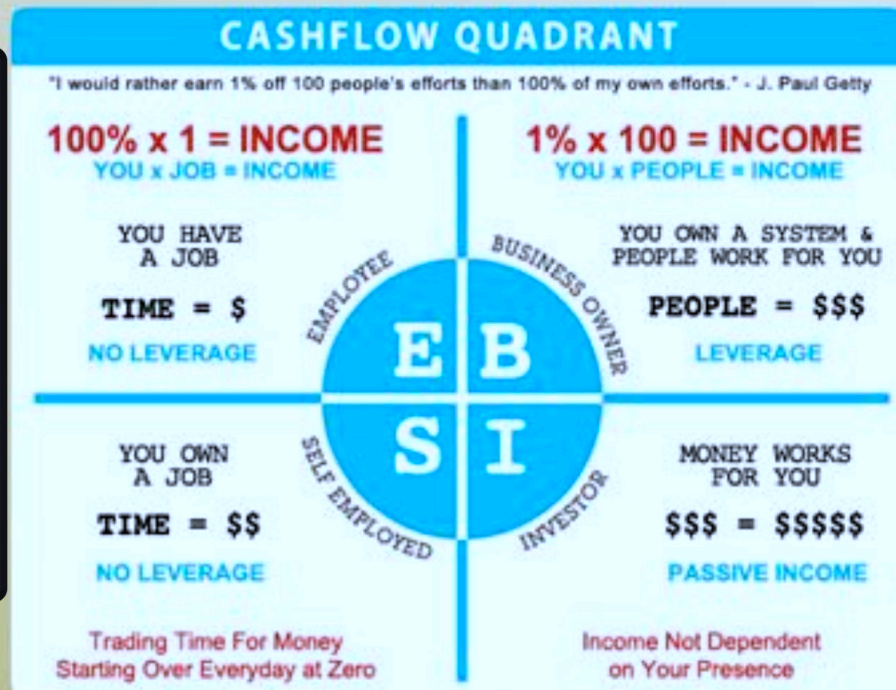 CASHFLOW QUADRANT
"I would rather earn 1% off 100 people's efforts than 100% of my own efforts." - J. Paul Getty
100% x 1 = INCOME
YOU x JOB = INCOME
YOU HAVE
A JOB
TIME = $
NO LEVERAGE
EMPLOYEE
1% x 100 = INCOME
YOU x PEOPLE = INCOME
YOU OWN A SYSTEM &
PEOPLE WORK FOR YOU
PEOPLE = $$$
LEVERAGE
BUSINESS OWNER
E B
S I
YOU OWN
A JOB
TIME = $$
NO LEVERAGE
SELF EMPLOYED
Trading Time For Money
Starting Over Everyday at Zero
MONEY WORKS
FOR YOU
$$$ = $$$$$
PASSIVE INCOME
INVESTOR
Income Not Dependent
on Your Presence